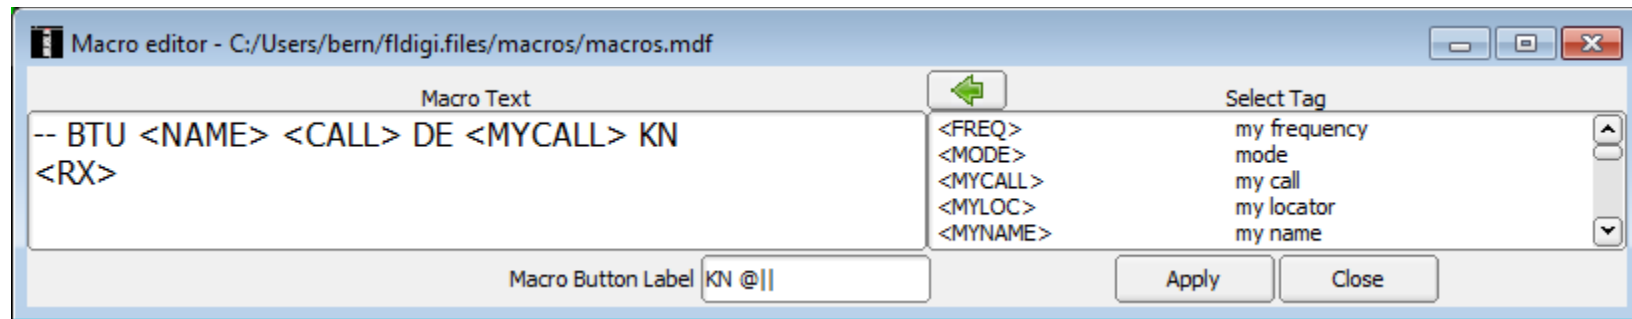 Macro editor - C:/Users/bern/fldigi.files/macros/macros.mdf
Macro Text
-- BTU <NAME> <CALL> DE <MYCALL> KN
<RX>
Select Tag
<FREQ> my frequency
<MODE> mode
<MYCALL> my call
<MYLOC> my locator
<MYNAME> my name
Macro Button Label KN @||
Apply Close